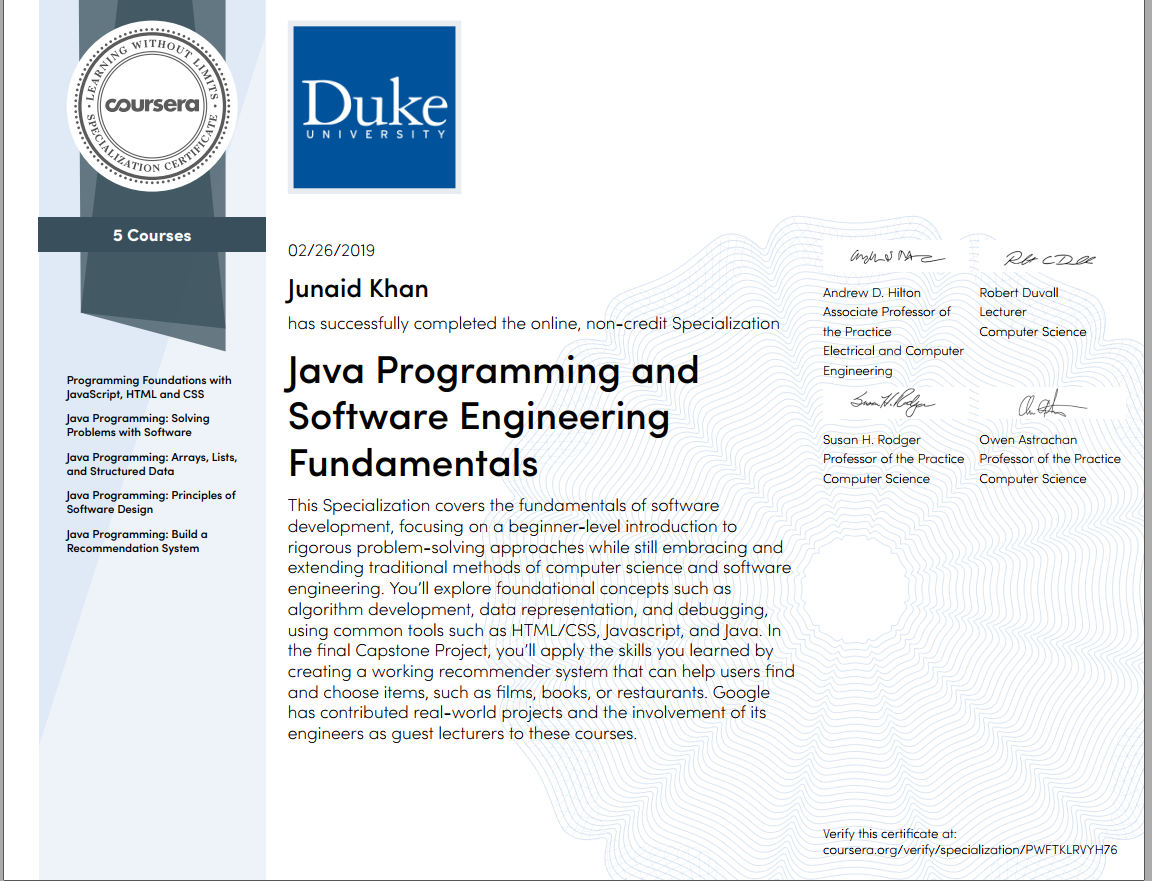 LEARNING WITHOUT LIMITS
coursera
SPECIALIZATION CERTIFICATE
Duke
UNIVERSITY
5 Courses
Programming Foundations with
JavaScript, HTML and CSS
Java Programming: Solving
Problems with Software
Java Programming: Arrays, Lists,
and Structured Data
Java Programming: Principles of
Software Design
Java Programming: Build a
Recommendation System
02/26/2019
Junaid Khan
has successfully completed the online, non-credit Specialization
Java Programming and
Software Engineering
Fundamentals
This Specialization covers the fundamentals of software
development, focusing on a beginner-level introduction to
rigorous problem-solving approaches while still embracing and
extending traditional methods of computer science and software
engineering. You'll explore foundational concepts such as
algorithm development, data representation, and debugging,
using common tools such as HTML/CSS, Javascript, and Java. In
the final Capstone Project, you'll apply the skills you learned by
creating a working recommender system that can help users find
and choose items, such as films, books, or restaurants. Google
has contributed real-world projects and the involvement of its
engineers as guest lecturers to these courses.
Andrew D. Hilton
Associate Professor of
the Practice
Electrical and Computer
Engineering
Robert Duvall
Lecturer
Computer Science
Susan H. Rodger
Susan H. Rodger
Professor of the Practice
Computer Science
Owen Astrachan
Professor of the Practice
Computer Science
Verify this certificate at:
coursera.org/verify/specialization/PWFTKLRVYH76